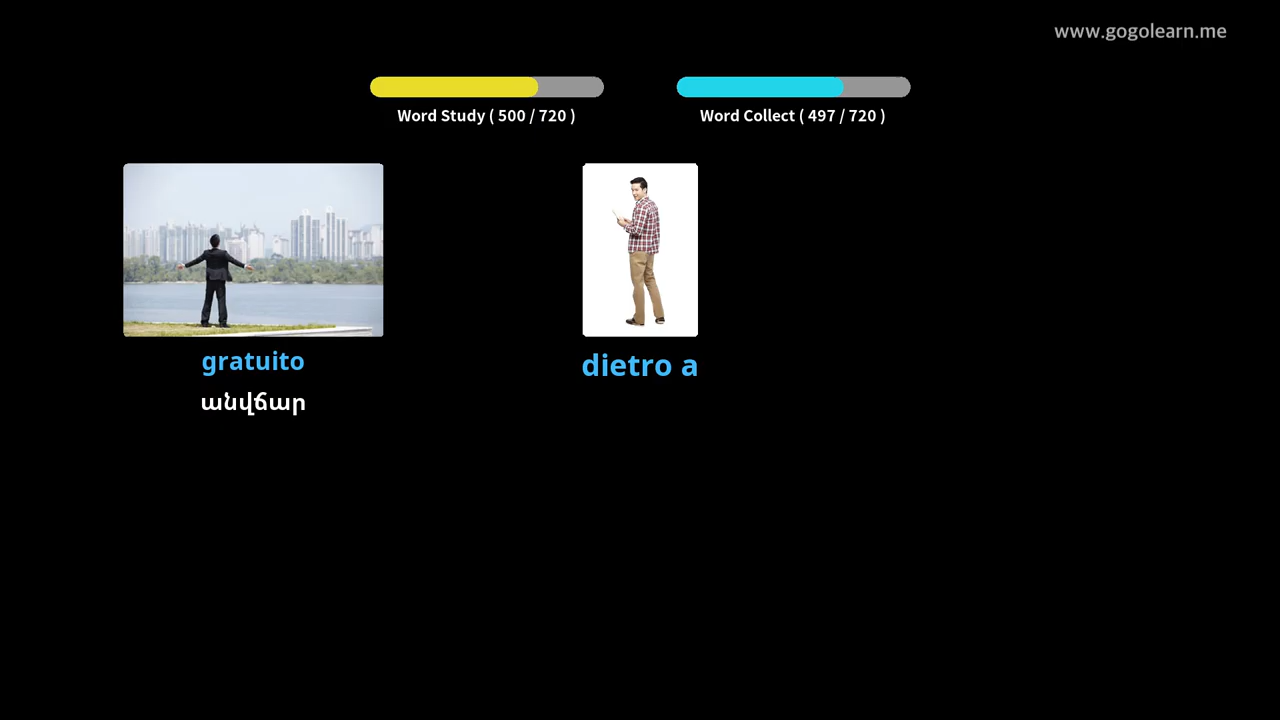 www.gogolearn.me
Word Study ( 500 / 720 )
Word Collect ( 497 / 720 )
gratuito
անվճար
dietro a